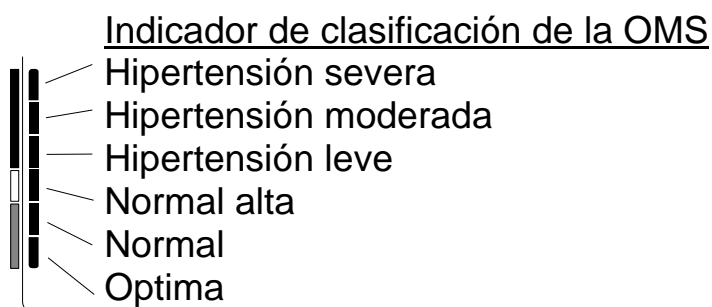 Indicador de clasificación de la OMS
Hipertensión severa
Hipertensión moderada
Hipertensión leve
Normal alta
Normal
Optima